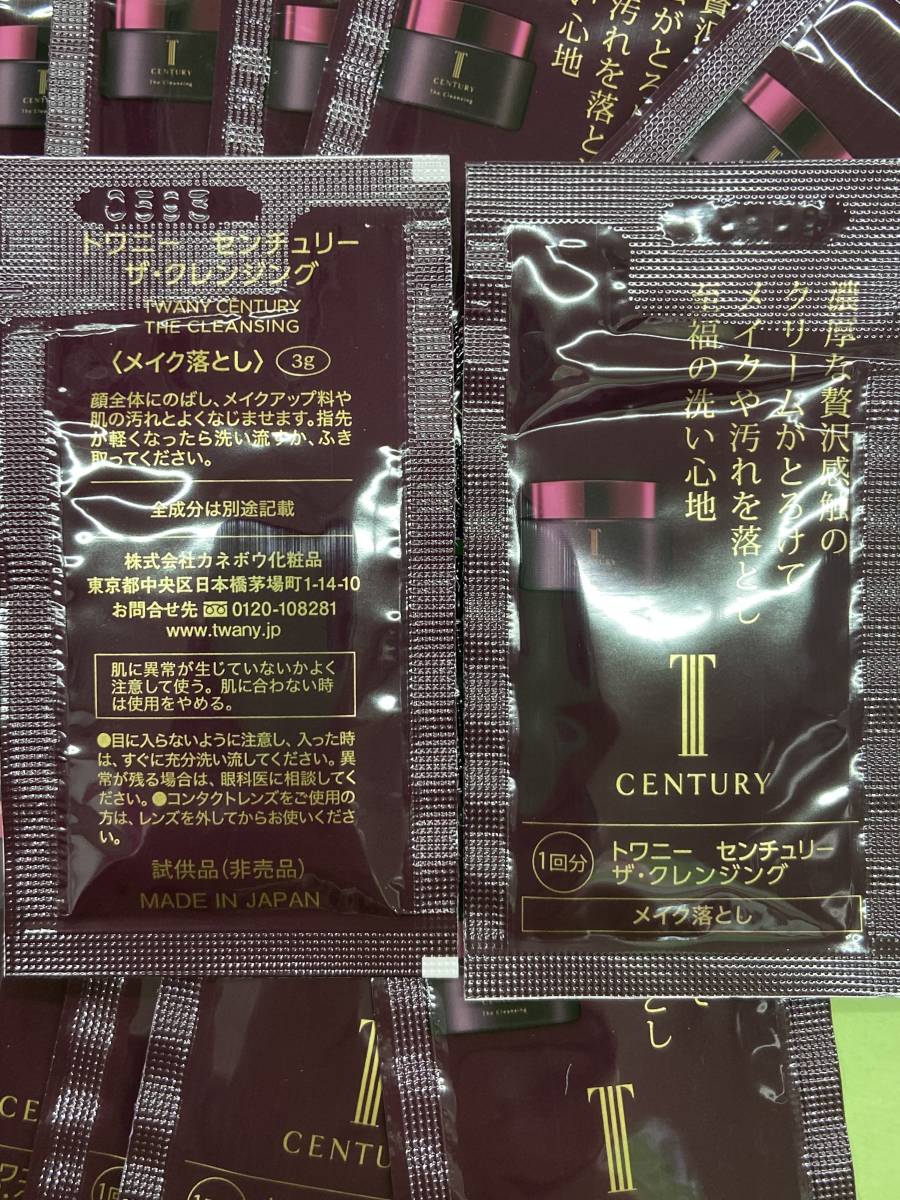 CENTURY
The Cleansing
CENTURY
The Cleansing
汚れを落とし
心地
トワニー センチュリー
ザ・クレンジング
TWANY CENTURY
THE CLEANSING
〈メイク落とし〉 3g
顔全体にのばし、メイクアップ料や
肌の汚れとよくなじませます。指先
が軽くなったら洗い流すか、ふき
取ってください。
全成分は別途記載
株式会社カネボウ化粧品
東京都中央区日本橋茅場町1-14-10
お問合せ先 0120-108281
www.twany.jp
肌に異常が生じていないかよく
注意して使う。肌に合わない時
は使用をやめる。
●目に入らないように注意し、入った時
は、すぐに充分洗い流してください。異
常が残る場合は、眼科医に相談してく
ださい。●コンタクトレンズをご使用の
方は、レンズを外してからお使いくださ
い。
試供品(非売品)
MADE IN JAPAN
濃厚な贅沢感触の
クリームがとろけて
メイクや汚れを落とし
至福の洗い心地
T
CENTURY
1回分
トワニー センチュリー
ザ・クレンジング
メイク落とし
The Cleansing
T
CENTU
T